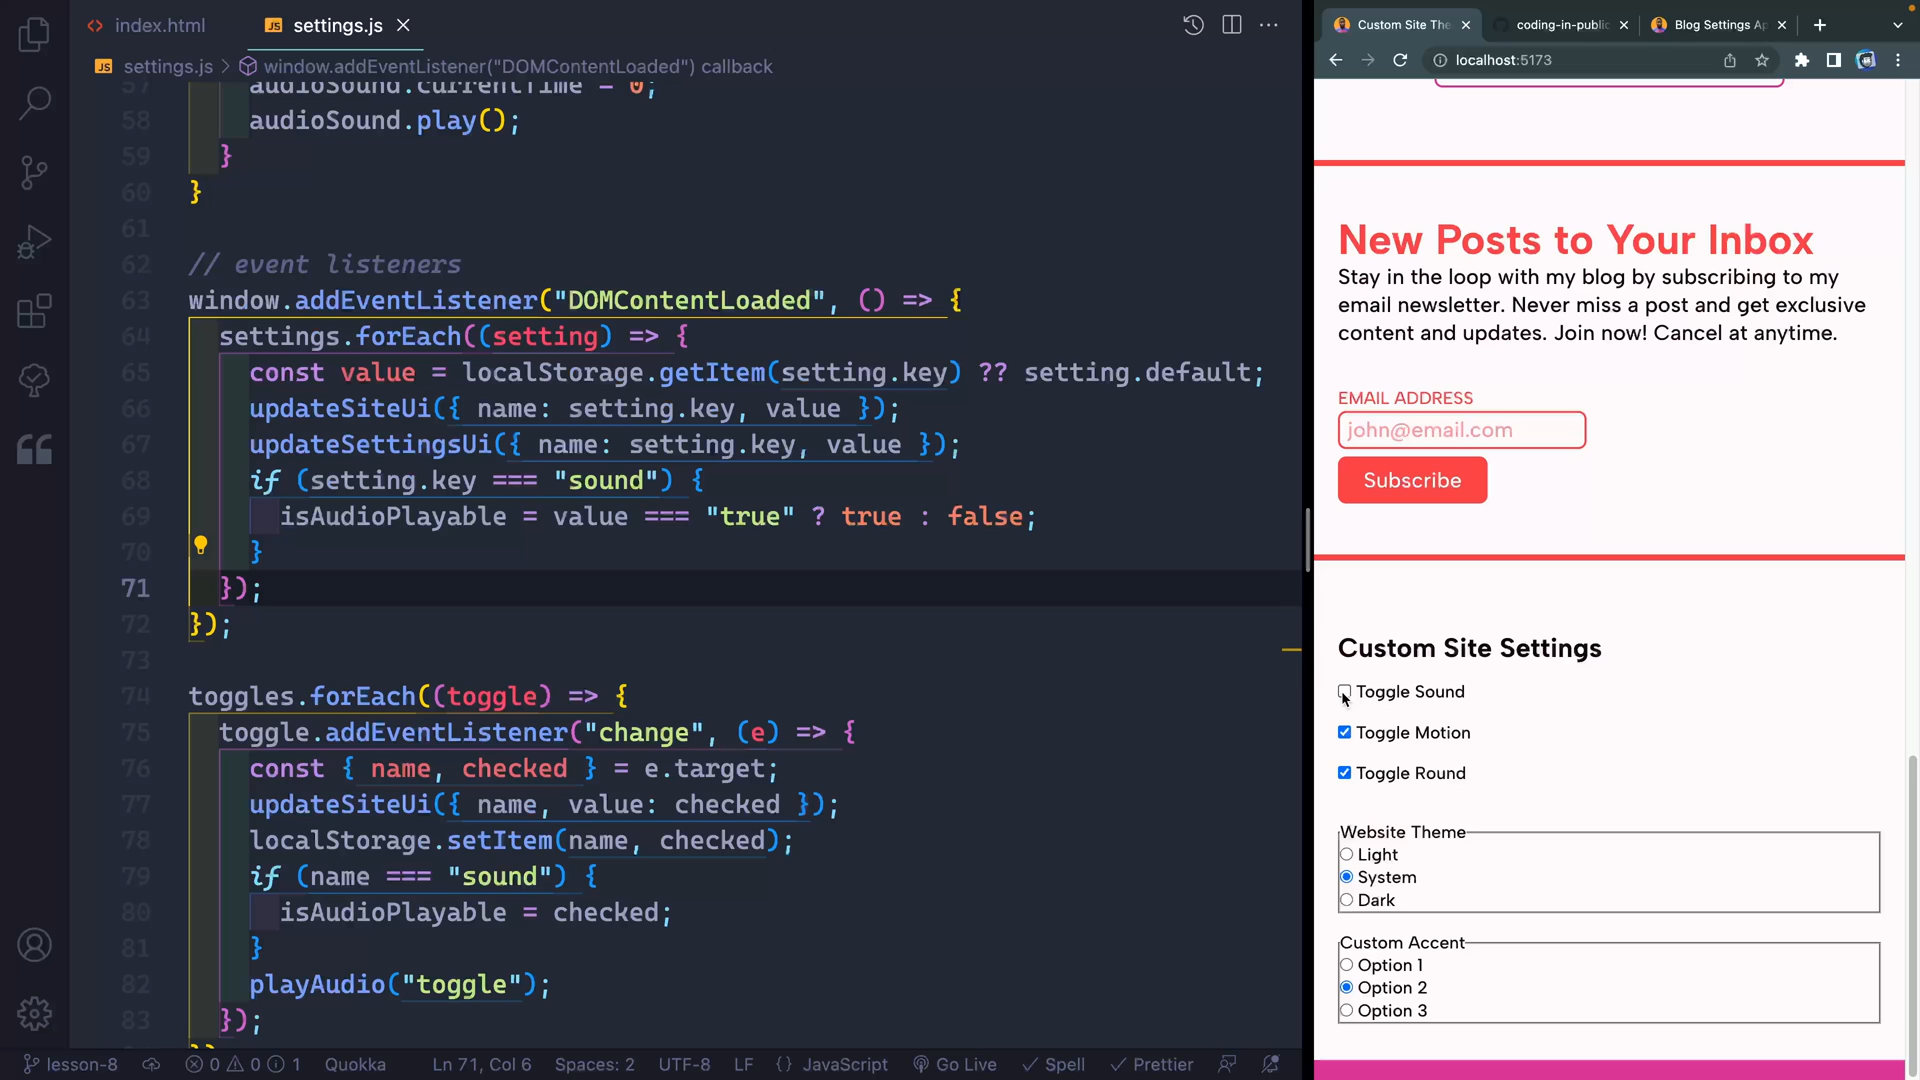 index.html
settings.js
Custom Site The
coding-in-publi
Blog Settings Ap
settings.js > window.addEventListener("DOMContentLoaded") callback
localhost:5173
57 audioSound.currentTime = 0;
58 audioSound.play();
59 }
60 }
61
62 // event listeners
63 window.addEventListener("DOMContentLoaded", () => {
64 settings.forEach((setting) => {
65 const value = localStorage.getItem(setting.key) ?? setting.default;
66 updateSiteUi({ name: setting.key, value });
67 updateSettingsUi({ name: setting.key, value });
68 if (setting.key === "sound") {
69 isAudioPlayable = value === "true" ? true : false;
70 }
71 });
72 });
73
74 toggles.forEach((toggle) => {
75 toggle.addEventListener("change", (e) => {
76 const { name, checked } = e.target;
77 updateSiteUi({ name, value: checked });
78 localStorage.setItem(name, checked);
79 if (name === "sound") {
80 isAudioPlayable = checked;
81 }
82 playAudio("toggle");
83 });
lesson-8 0 0 1 Quokka Ln 71, Col 6 Spaces: 2 UTF-8 LF {} JavaScript Go Live Spell Prettier
New Posts to Your Inbox
Stay in the loop with my blog by subscribing to my
email newsletter. Never miss a post and get exclusive
content and updates. Join now! Cancel at anytime.
EMAIL ADDRESS
john@email.com
Subscribe
Custom Site Settings
Toggle Sound
Toggle Motion
Toggle Round
Website Theme
Light
System
Dark
Custom Accent
Option 1
Option 2
Option 3